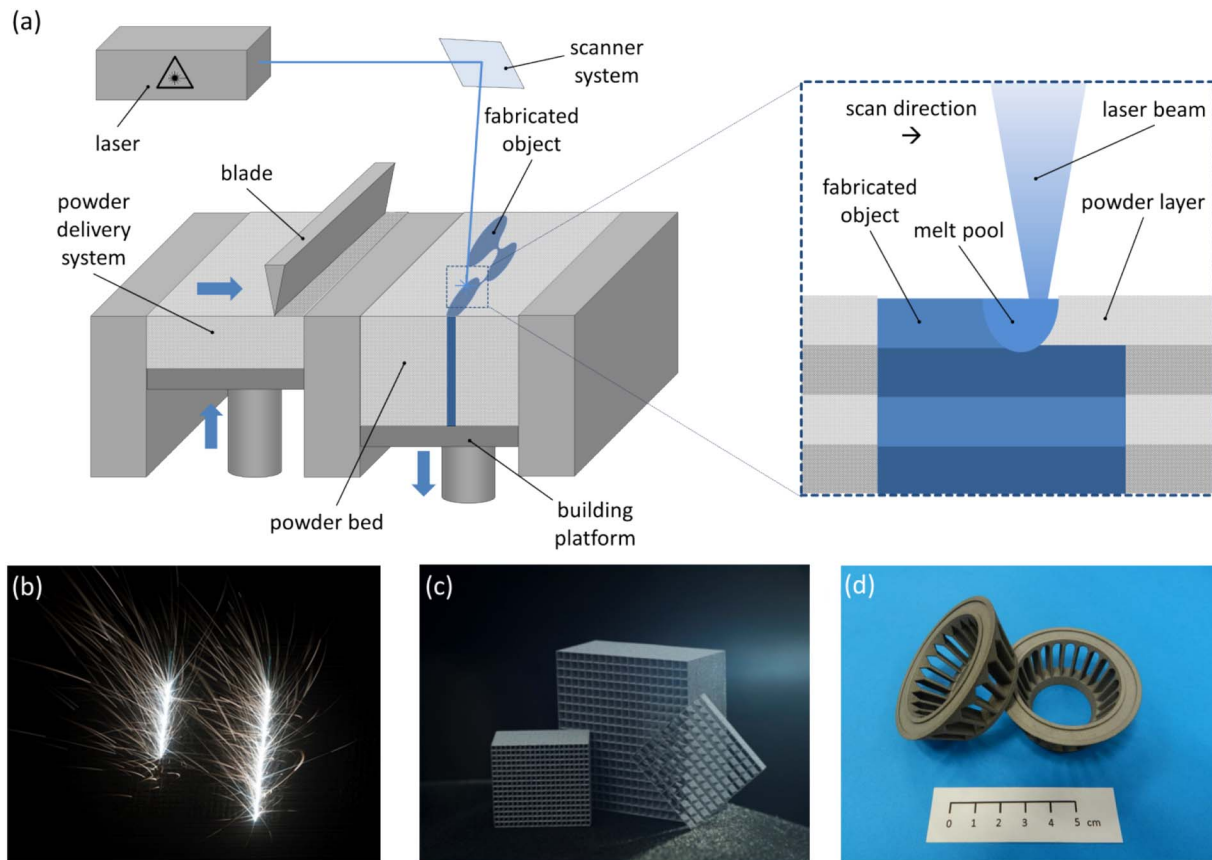 (a)
laser
scanner
system
fabricated
object
blade
powder
delivery
system
powder bed
building
platform
scan direction
→
laser beam
fabricated
object
melt pool
powder layer
(b)
(c)
(d)
0 1 2 3 4 5 cm